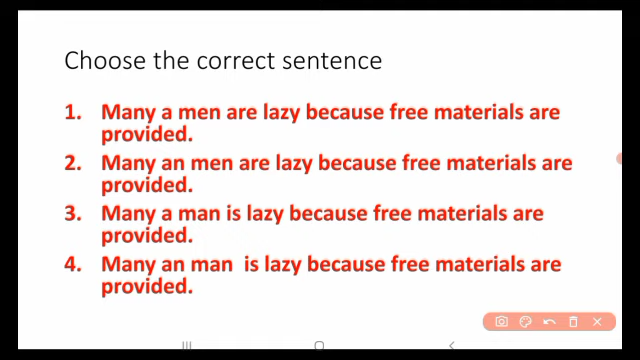 Choose the correct sentence
1. Many a men are lazy because free materials are
provided.
2. Many an men are lazy because free materials are
provided.
3. Many a man is lazy because free materials are
provided.
4. Many an man is lazy because free materials are
provided.